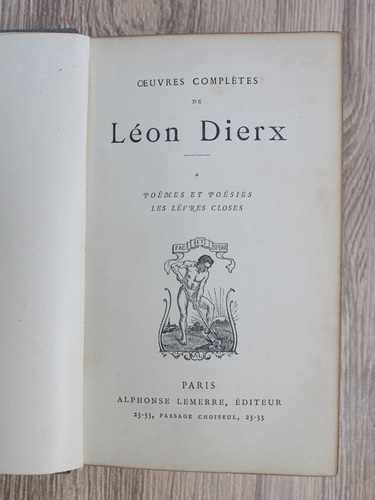 ŒUVRES COMPLÈTES
DE
Léon Dierx
*
POÈMES ET POÉSIES
LES LÈVRES CLOSES
FAC ET SPERA
AL
PARIS
ALPHONSE LEMERRE, ÉDITEUR
23-33, PASSAGE CHOISEUL, 23-33